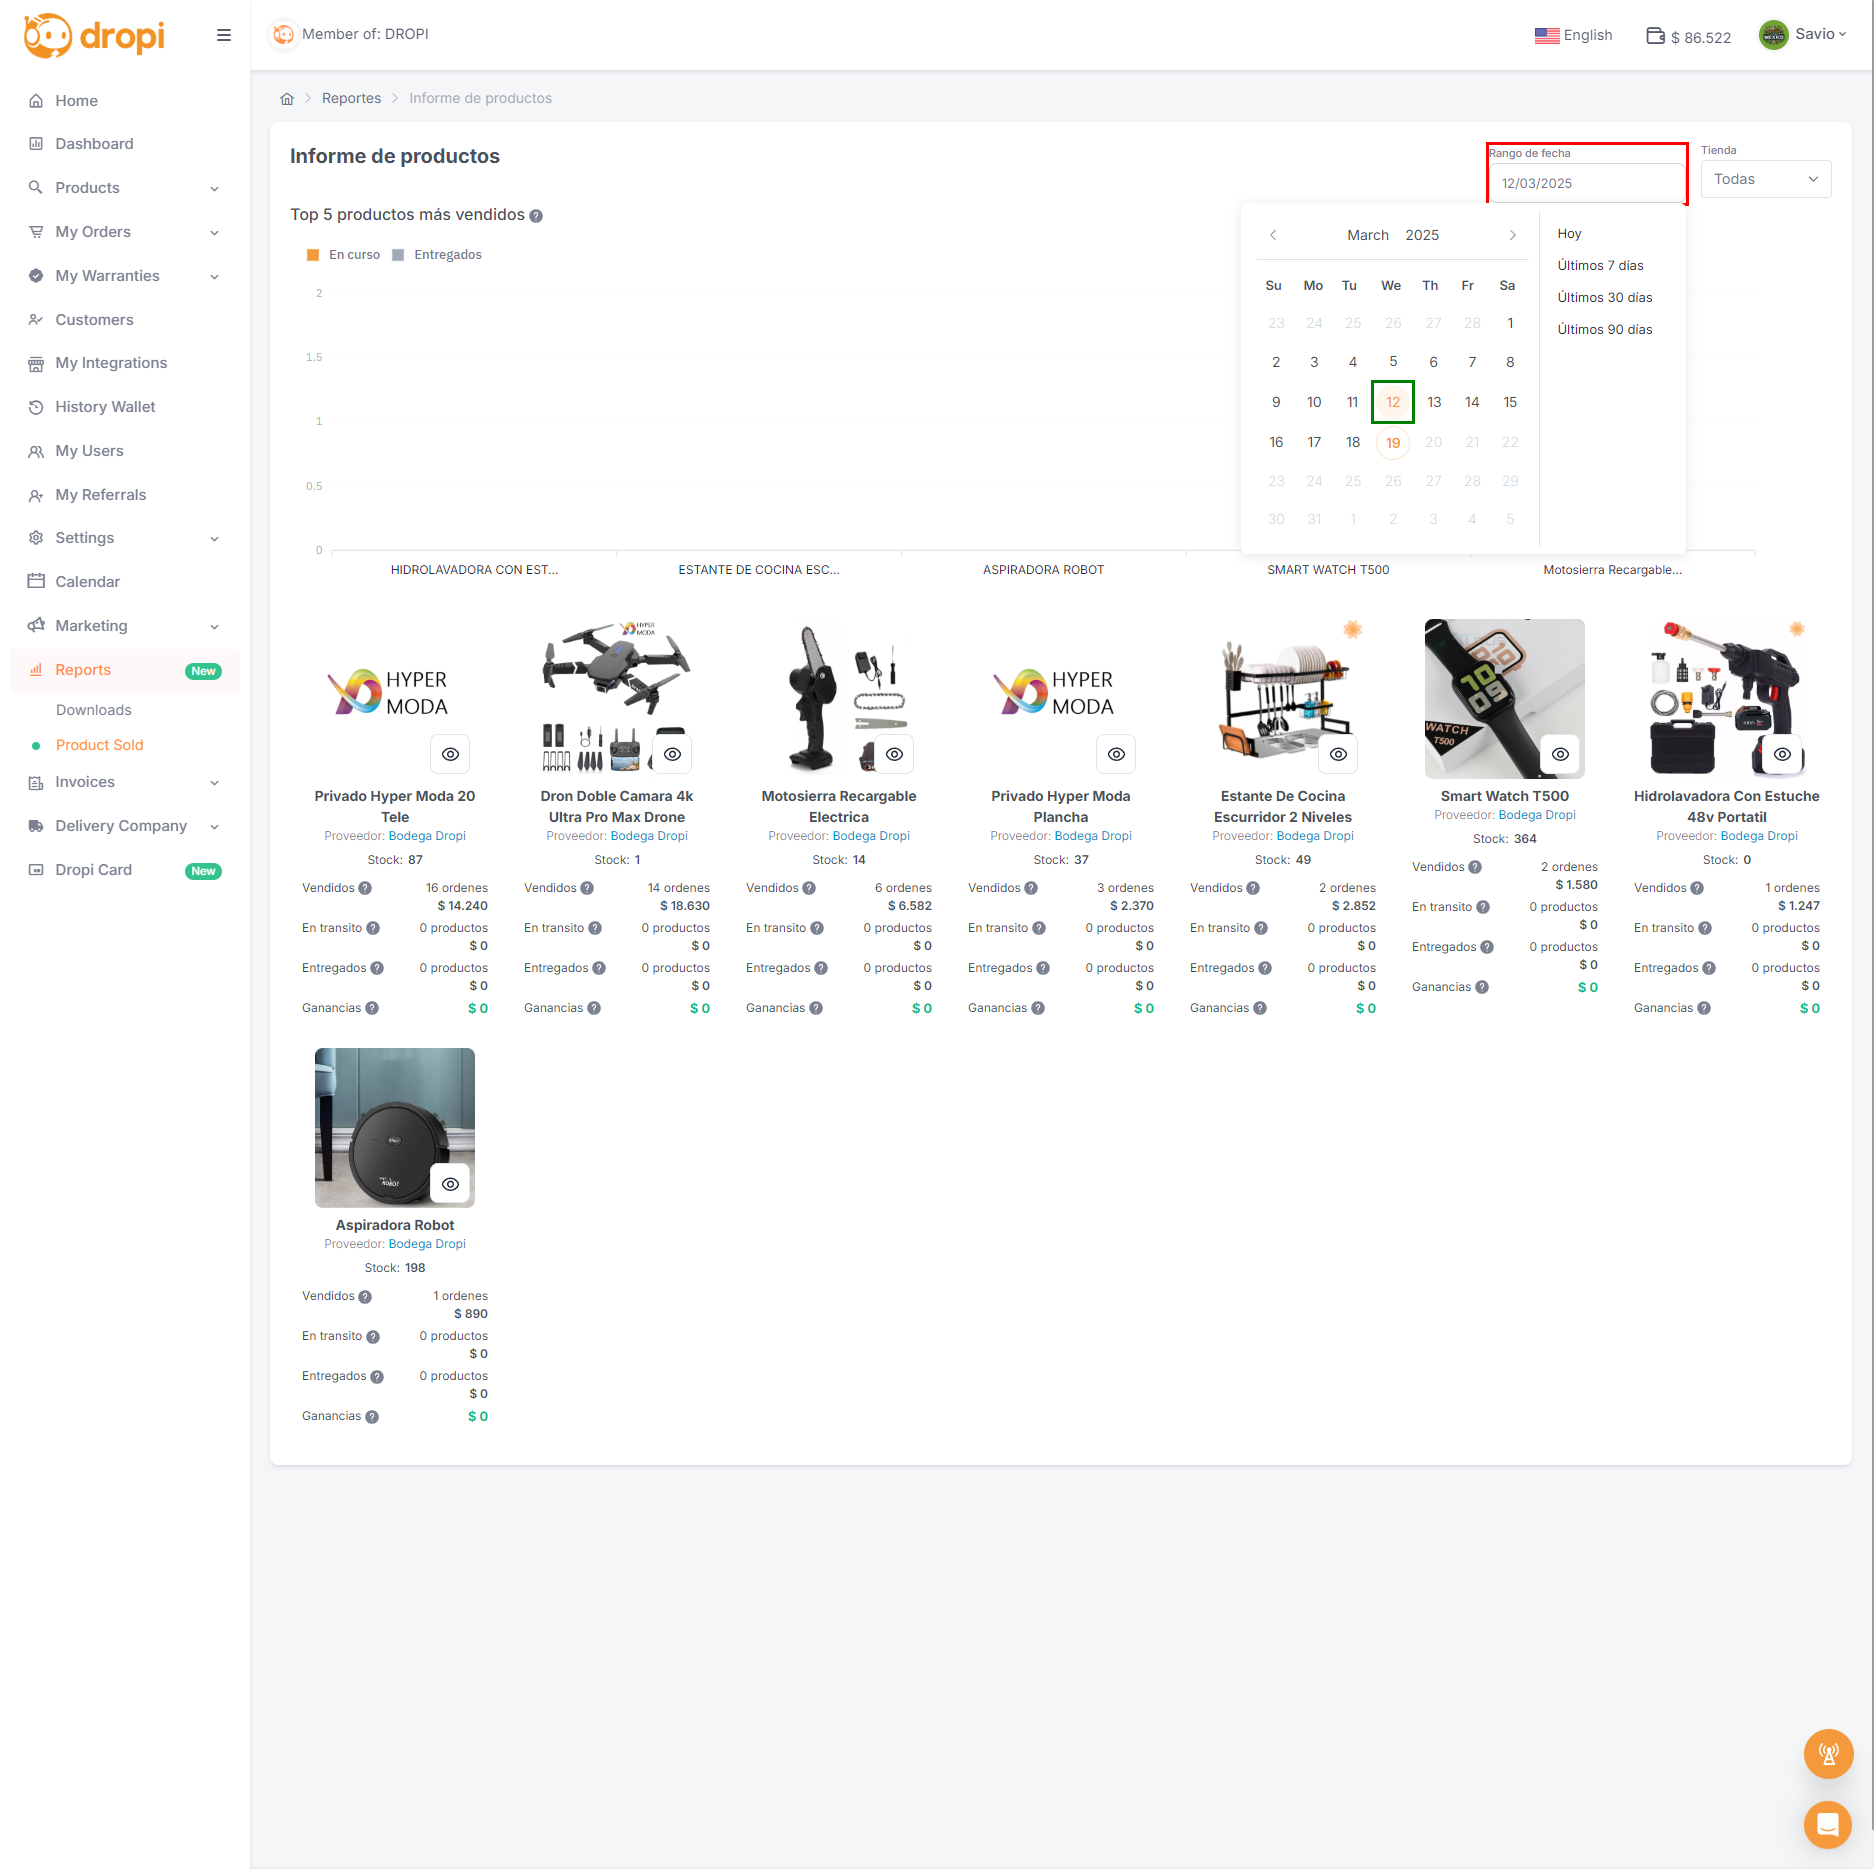 dropi
Member of: DROPI
English
$ 86.522
Savio
Home
Dashboard
Products
My Orders
My Warranties
Customers
My Integrations
History Wallet
My Users
My Referrals
Settings
Calendar
Marketing
Reports New
Downloads
Product Sold
Invoices
Delivery Company
Dropi Card New
Reportes > Informe de productos
Informe de productos
Rango de fecha
12/03/2025
Tienda
Todas
Top 5 productos más vendidos
En curso Entregados
2
1.5
1
0.5
0
HIDROLAVADORA CON EST... ESTANTE DE COCINA ESC... ASPIRADORA ROBOT SMART WATCH T500 Motosierra Recargable...
March 2025
Su Mo Tu We Th Fr Sa
23 24 25 26 27 28 1
2 3 4 5 6 7 8
9 10 11 12 13 14 15
16 17 18 19 20 21 22
23 24 25 26 27 28 29
30 31 1 2 3 4 5
Hoy
Últimos 7 días
Últimos 30 días
Últimos 90 días
HYPER
MODA
Privado Hyper Moda 20
Tele
Proveedor: Bodega Dropi
Stock: 87
Vendidos 16 ordenes
$ 14.240
En transito 0 productos
$ 0
Entregados 0 productos
$ 0
Ganancias $ 0
HYPER
MODA
Dron Doble Camara 4k
Ultra Pro Max Drone
Proveedor: Bodega Dropi
Stock: 1
Vendidos 14 ordenes
$ 18.630
En transito 0 productos
$ 0
Entregados 0 productos
$ 0
Ganancias $ 0
Motosierra Recargable
Electrica
Proveedor: Bodega Dropi
Stock: 14
Vendidos 6 ordenes
$ 6.582
En transito 0 productos
$ 0
Entregados 0 productos
$ 0
Ganancias $ 0
HYPER
MODA
Privado Hyper Moda
Plancha
Proveedor: Bodega Dropi
Stock: 37
Vendidos 3 ordenes
$ 2.370
En transito 0 productos
$ 0
Entregados 0 productos
$ 0
Ganancias $ 0
Estante De Cocina
Escurridor 2 Niveles
Proveedor: Bodega Dropi
Stock: 49
Vendidos 2 ordenes
$ 2.852
En transito 0 productos
$ 0
Entregados 0 productos
$ 0
Ganancias $ 0
10:09
WATCH
T500
Smart Watch T500
Proveedor: Bodega Dropi
Stock: 364
Vendidos 2 ordenes
$ 1.580
En transito 0 productos
$ 0
Entregados 0 productos
$ 0
Ganancias $ 0
Hidrolavadora Con Estuche
48v Portatil
Proveedor: Bodega Dropi
Stock: 0
Vendidos 1 ordenes
$ 1.247
En transito 0 productos
$ 0
Entregados 0 productos
$ 0
Ganancias $ 0
ROBOT
Aspiradora Robot
Proveedor: Bodega Dropi
Stock: 198
Vendidos 1 ordenes
$ 890
En transito 0 productos
$ 0
Entregados 0 productos
$ 0
Ganancias $ 0